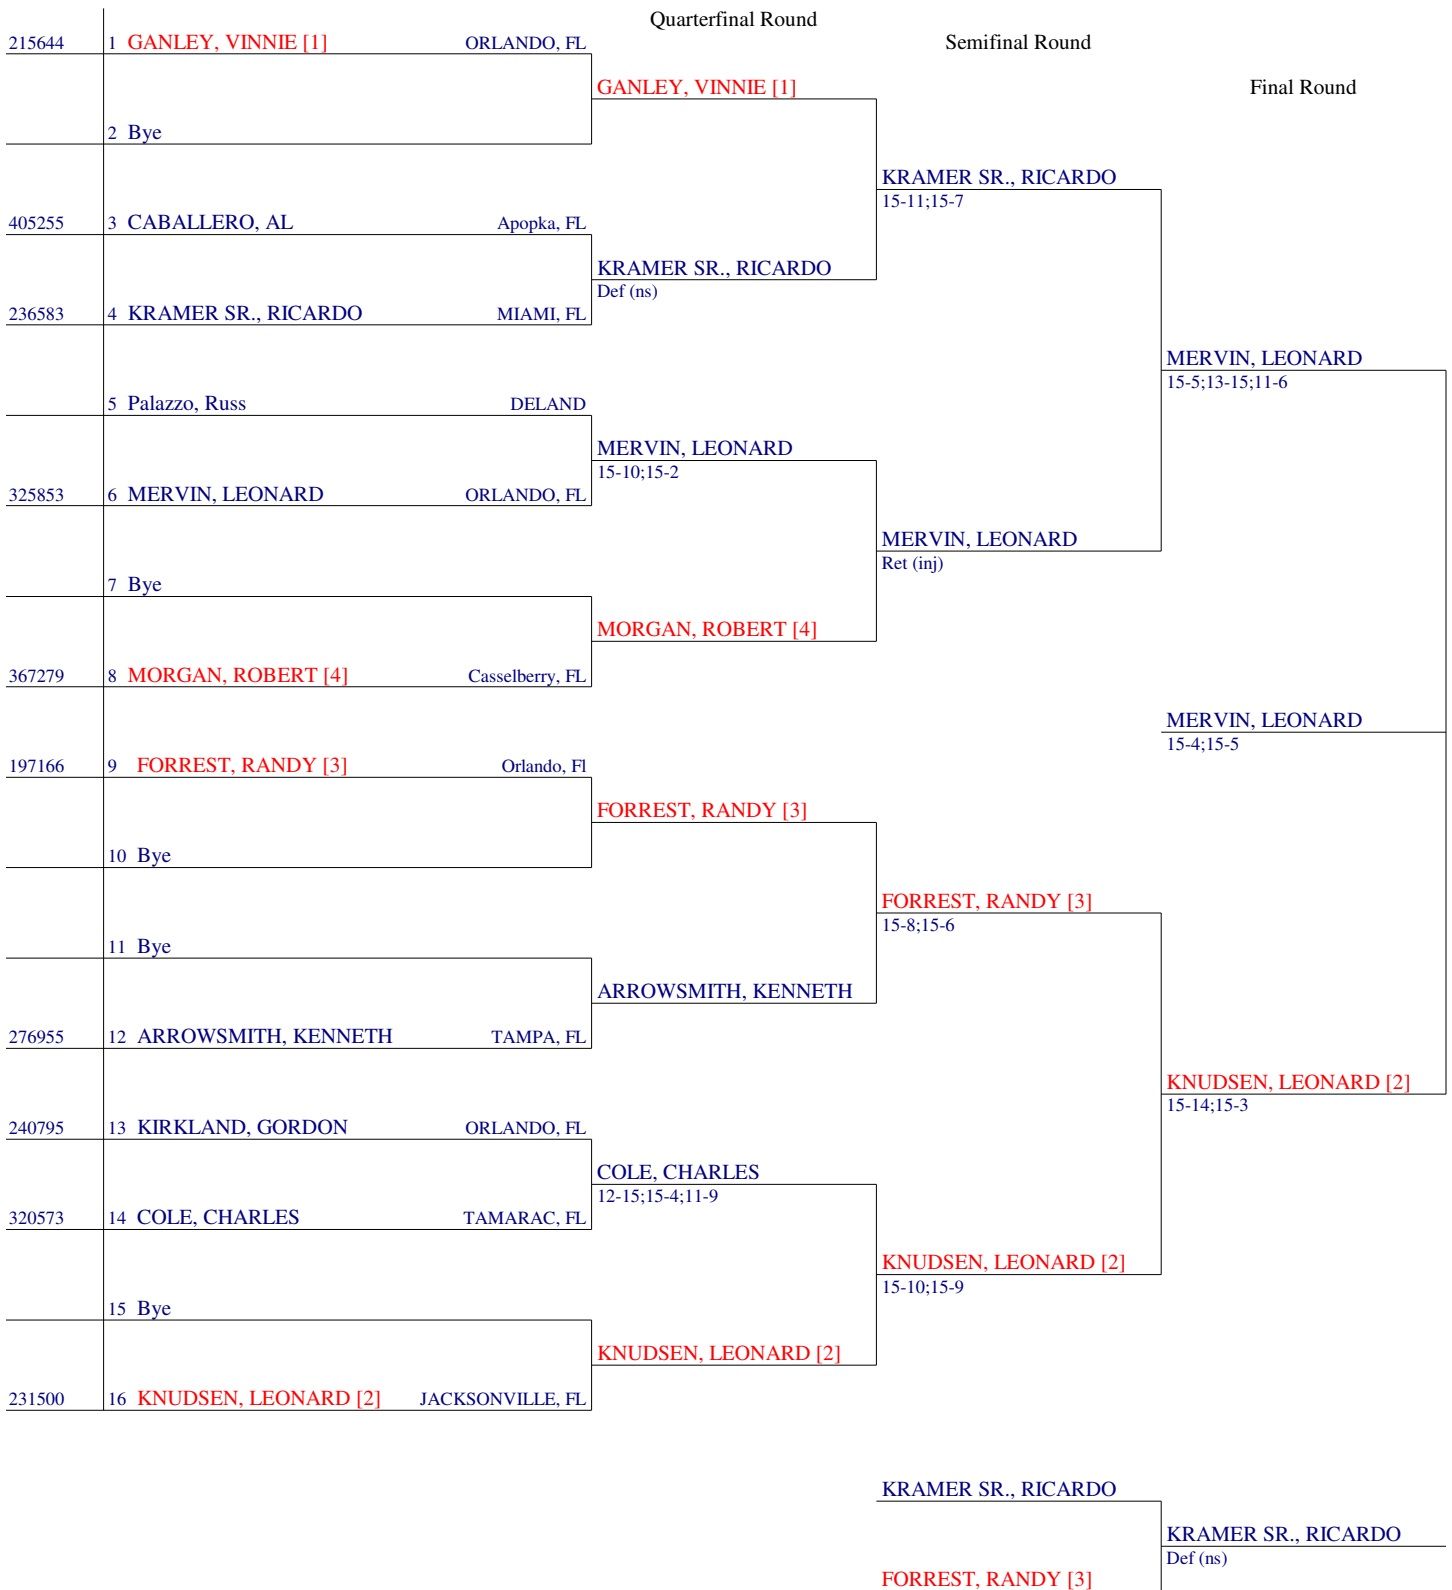 Quarterfinal Round
215644 1 GANLEY, VINNIE [1] ORLANDO, FL
Semifinal Round
GANLEY, VINNIE [1]
Final Round
2 Bye
KRAMER SR., RICARDO
15-11;15-7
405255 3 CABALLERO, AL Apopka, FL
KRAMER SR., RICARDO
Def (ns)
236583 4 KRAMER SR., RICARDO MIAMI, FL
MERVIN, LEONARD
15-5;13-15;11-6
5 Palazzo, Russ DELAND
MERVIN, LEONARD
15-10;15-2
325853 6 MERVIN, LEONARD ORLANDO, FL
MERVIN, LEONARD
Ret (inj)
7 Bye
MORGAN, ROBERT [4]
367279 8 MORGAN, ROBERT [4] Casselberry, FL
MERVIN, LEONARD
15-4;15-5
197166 9 FORREST, RANDY [3] Orlando, Fl
FORREST, RANDY [3]
10 Bye
FORREST, RANDY [3]
15-8;15-6
11 Bye
ARROWSMITH, KENNETH
276955 12 ARROWSMITH, KENNETH TAMPA, FL
KNUDSEN, LEONARD [2]
15-14;15-3
240795 13 KIRKLAND, GORDON ORLANDO, FL
COLE, CHARLES
12-15;15-4;11-9
320573 14 COLE, CHARLES TAMARAC, FL
KNUDSEN, LEONARD [2]
15-10;15-9
15 Bye
KNUDSEN, LEONARD [2]
231500 16 KNUDSEN, LEONARD [2] JACKSONVILLE, FL
KRAMER SR., RICARDO
KRAMER SR., RICARDO
Def (ns)
FORREST, RANDY [3]